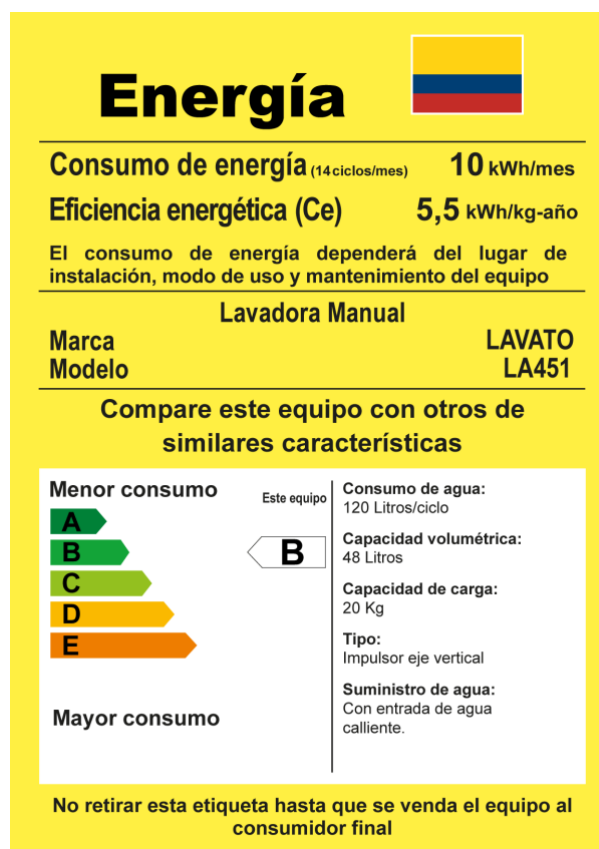 Energía
Consumo de energía (14 ciclos/mes) 10 kWh/mes
Eficiencia energética (Ce) 5,5 kWh/kg-año
El consumo de energía dependerá del lugar de
instalación, modo de uso y mantenimiento del equipo
Lavadora Manual
Marca LAVATO
Modelo LA451
Compare este equipo con otros de
similares características
Menor consumo
Este equipo
A
B
B
C
D
E
Mayor consumo
Consumo de agua:
120 Litros/ciclo
Capacidad volumétrica:
48 Litros
Capacidad de carga:
20 Kg
Tipo:
Impulsor eje vertical
Suministro de agua:
Con entrada de agua
calliente.
No retirar esta etiqueta hasta que se venda el equipo al
consumidor final